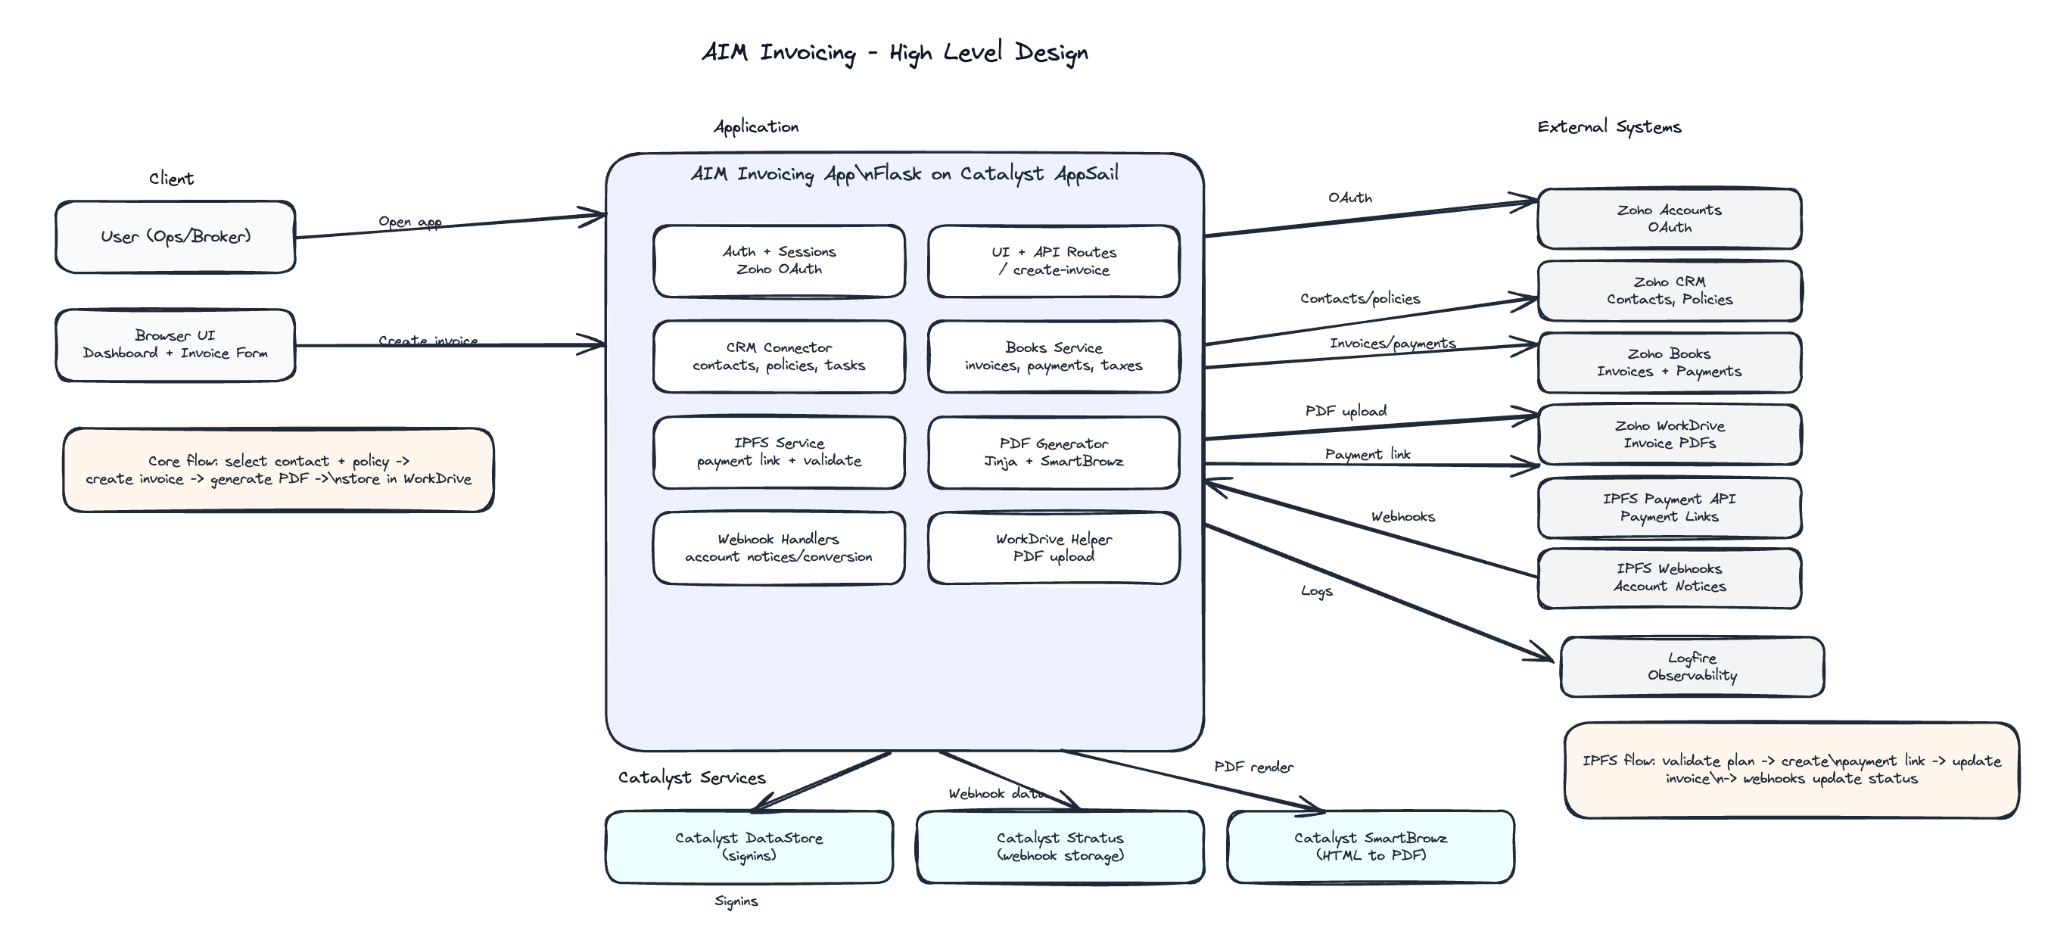 AIM Invoicing - High Level Design
Client
User (Ops/Broker)
Open app
Browser UI
Dashboard + Invoice Form
Create invoice
Core flow: select contact + policy ->
create invoice -> generate PDF ->\nstore in WorkDrive
Application
AIM Invoicing App\nFlask on Catalyst AppSail
Auth + Sessions
Zoho OAuth
UI + API Routes
/ create-invoice
CRM Connector
contacts, policies, tasks
Books Service
invoices, payments, taxes
IPFS Service
payment link + validate
PDF Generator
Jinja + SmartBrowz
Webhook Handlers
account notices/conversion
WorkDrive Helper
PDF upload
External Systems
OAuth
Zoho Accounts
OAuth
Contacts/policies
Zoho CRM
Contacts, Policies
Invoices/payments
Zoho Books
Invoices + Payments
PDF upload
Zoho WorkDrive
Invoice PDFs
Payment link
IPFS Payment API
Payment Links
Webhooks
IPFS Webhooks
Account Notices
Logs
Logfire
Observability
IPFS flow: validate plan -> create\npayment link -> update
invoice\n-> webhooks update status
Catalyst Services
Webhook data
PDF render
Catalyst DataStore
(signins)
Catalyst Stratus
(webhook storage)
Catalyst SmartBrowz
(HTML to PDF)
Signins